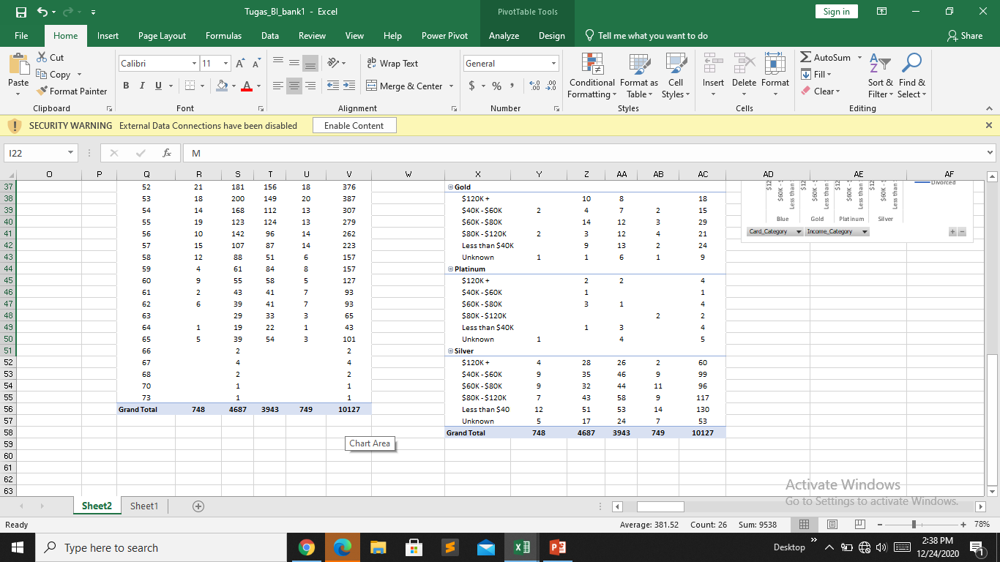 Tugas_BI_bank1 - Excel
PivotTable Tools
Sign in
File Home Insert Page Layout Formulas Data Review View Help Power Pivot Analyze Design Tell me what you want to do Share
Cut Calibri 11 Wrap Text General AutoSum
Copy Fill
Paste Format Painter B I U Merge & Center $ % , Conditional Formatting Format as Table Cell Styles Insert Delete Format Clear Sort & Filter Find & Select
Clipboard Font Alignment Number Styles Cells Editing
SECURITY WARNING External Data Connections have been disabled Enable Content
I22 fx M
O P Q R S T U V W X Y Z AA AB AC AD AE AF
37 52 21 181 156 18 376 Gold
38 53 18 200 149 20 387 $120K + 10 8 18
39 54 14 168 112 13 307 $40K - $60K 2 4 7 2 15
40 55 19 123 124 13 279 $60K - $80K 14 12 3 29
41 56 10 142 96 14 262 $80K - $120K 2 3 12 4 21
42 57 15 107 87 14 223 Less than $40K 9 13 2 24
43 58 12 88 51 6 157 Unknown 1 1 6 1 9
44 59 4 61 84 8 157 Platinum
45 60 9 55 58 5 127 $120K + 2 2 4
46 61 2 43 41 7 93 $40K - $60K 1 1
47 62 6 39 41 7 93 $60K - $80K 3 1 4
48 63 29 33 3 65 $80K - $120K 2 2
49 64 1 19 22 1 43 Less than $40K 1 3 4
50 65 5 39 54 3 101 Unknown 1 4 5
51 66 2 2 Silver
52 67 4 4 $120K + 4 28 26 2 60
53 68 2 2 $40K - $60K 9 35 46 9 99
54 70 1 1 $60K - $80K 9 32 44 11 96
55 73 1 1 $80K - $120K 7 43 58 9 117
56 Grand Total 748 4687 3943 749 10127 Less than $40 12 51 53 14 130
57 Unknown 5 17 24 7 53
58 Grand Total 748 4687 3943 749 10127
59
60
61
62
63
Divorced
$12 $60K - Less than $12 $60K - Less than $12 $60K - Less than $12 $60K - Less than
Blue Gold Platinum Silver
Card_Category Income_Category
Chart Area
Activate Windows
Go to Settings to activate Windows.
Sheet2 Sheet1
Ready Average: 381.52 Count: 26 Sum: 9538 78%
Type here to search Desktop 2:38 PM
12/24/2020 1